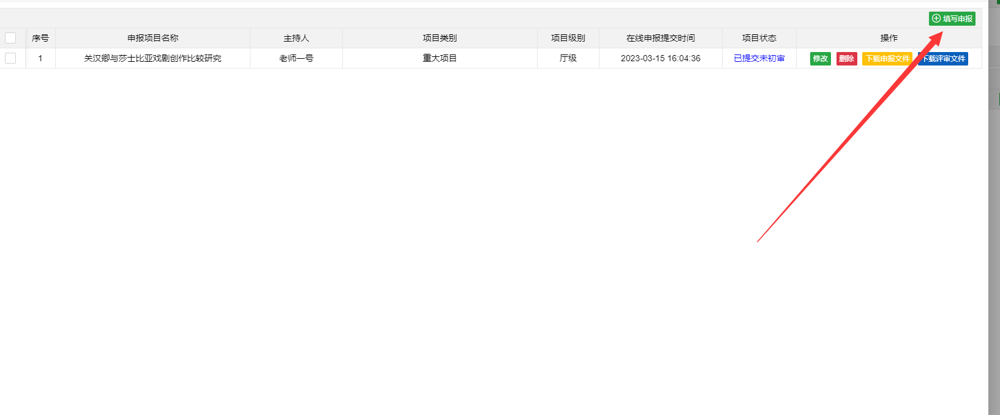 填写申报
序号 申报项目名称 主持人 项目类别 项目级别 在线申报提交时间 项目状态 操作
1 关汉卿与莎士比亚戏剧创作比较研究 老师一号 重大项目 厅级 2023-03-15 16:04:36 已提交未初审 修改 删除 下载申报文件 下载评审文件